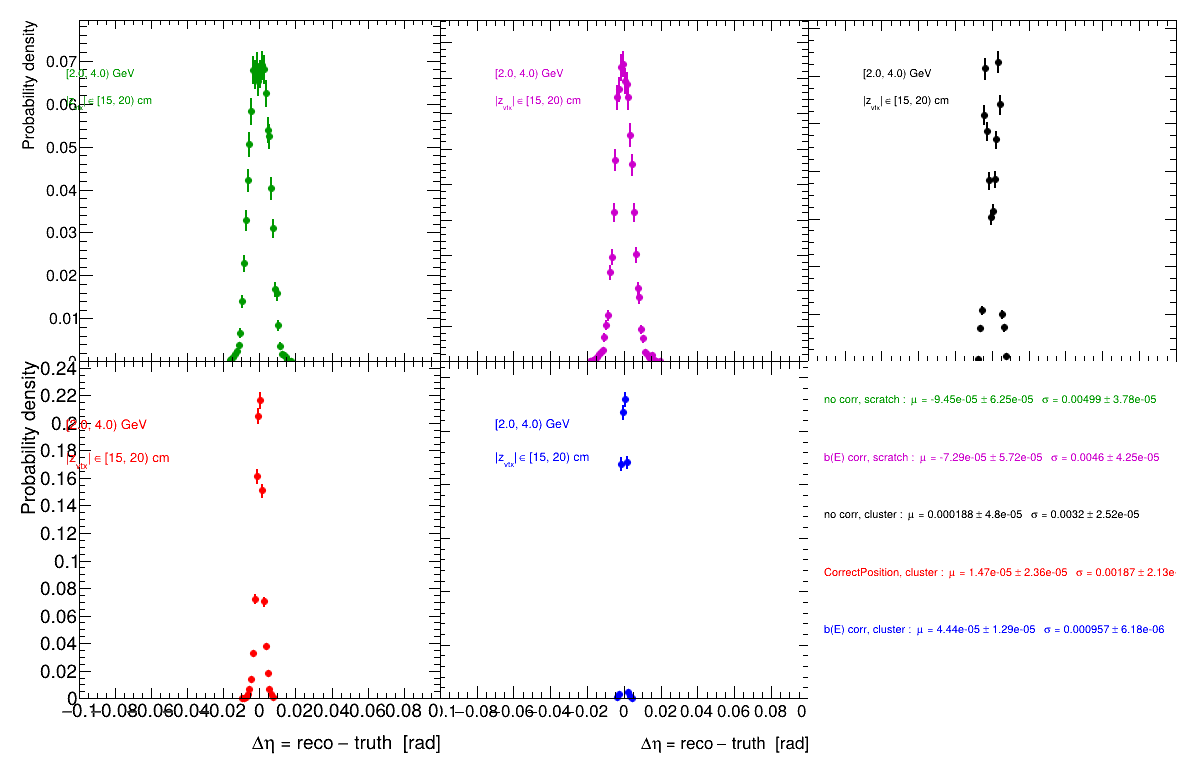 Probability density
0.07
0.06
0.05
0.04
0.03
0.02
0.01
[2.0, 4.0) GeV
|z_vtx| ∈ [15, 20) cm
[2.0, 4.0) GeV
|z_vtx| ∈ [15, 20) cm
[2.0, 4.0) GeV
|z_vtx| ∈ [15, 20) cm
Probability density
0.24
0.22
0.2
0.18
0.16
0.14
0.12
0.1
0.08
0.06
0.04
0.02
0
[2.0, 4.0) GeV
|z_vtx| ∈ [15, 20) cm
[2.0, 4.0) GeV
|z_vtx| ∈ [15, 20) cm
no corr, scratch : μ = -9.45e-05 ± 6.25e-05 σ = 0.00499 ± 3.78e-05
b(E) corr, scratch : μ = -7.29e-05 ± 5.72e-05 σ = 0.0046 ± 4.25e-05
no corr, cluster : μ = 0.000188 ± 4.8e-05 σ = 0.0032 ± 2.52e-05
CorrectPosition, cluster : μ = 1.47e-05 ± 2.36e-05 σ = 0.00187 ± 2.13e-
b(E) corr, cluster : μ = 4.44e-05 ± 1.29e-05 σ = 0.000957 ± 6.18e-06
−0.1 −0.08 −0.06 −0.04 −0.02 0 0.02 0.04 0.06 0.08 0.1 −0.08 −0.06 −0.04 −0.02 0 0.02 0.04 0.06 0.08 0
Δη = reco − truth [rad]
Δη = reco − truth [rad]